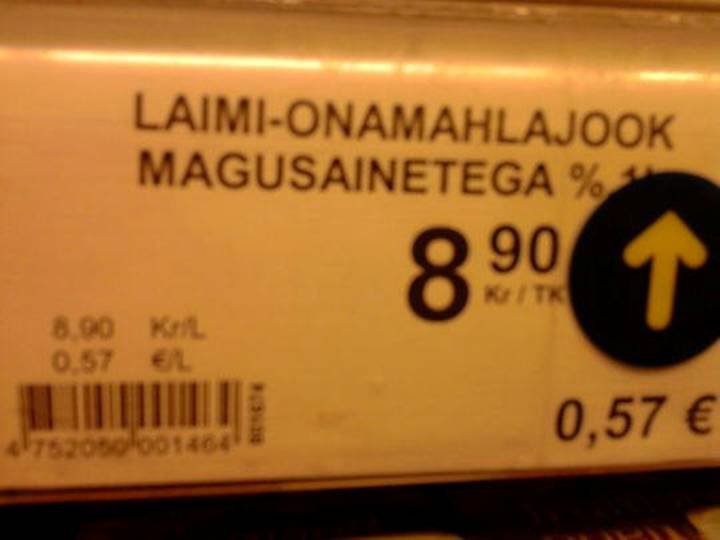 LAIMI-ONAMAHLAJOOK
MAGUSAINETEGA %
8 90
Kr / TK
8,90 Kr/L
0,57 €/L
0,57 €
4 752050 001464